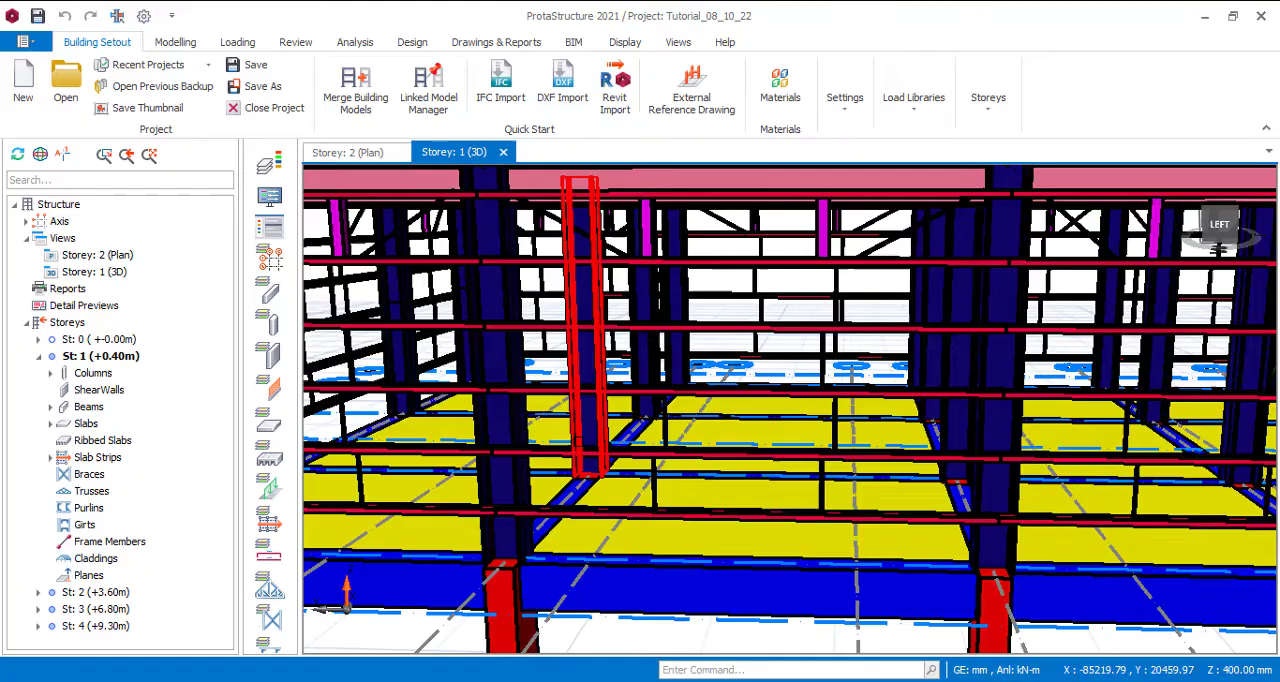 ProtaStructure 2021 / Project: Tutorial_08_10_22
Building Setout Modelling Loading Review Analysis Design Drawings & Reports BIM Display Views Help
New
Open
Recent Projects
Open Previous Backup
Save Thumbnail
Save
Save As
Close Project
Project
Merge Building Models
Linked Model Manager
IFC
IFC Import
DXF
DXF Import
Revit Import
External Reference Drawing
Quick Start
Materials
Materials
Settings
Load Libraries
Storeys
Storey: 2 (Plan)
Storey: 1 (3D)
Search...
Structure
Axis
Views
Storey: 2 (Plan)
Storey: 1 (3D)
Reports
Detail Previews
Storeys
St: 0 ( +-0.00m)
St: 1 (+0.40m)
Columns
ShearWalls
Beams
Slabs
Ribbed Slabs
Slab Strips
Braces
Trusses
Purlins
Girts
Frame Members
Claddings
Planes
St: 2 (+3.60m)
St: 3 (+6.80m)
St: 4 (+9.30m)
LEFT
Enter Command...
GE: mm , Anl: kN-m
X : -85219.79 , Y : 20459.97
Z : 400.00 mm